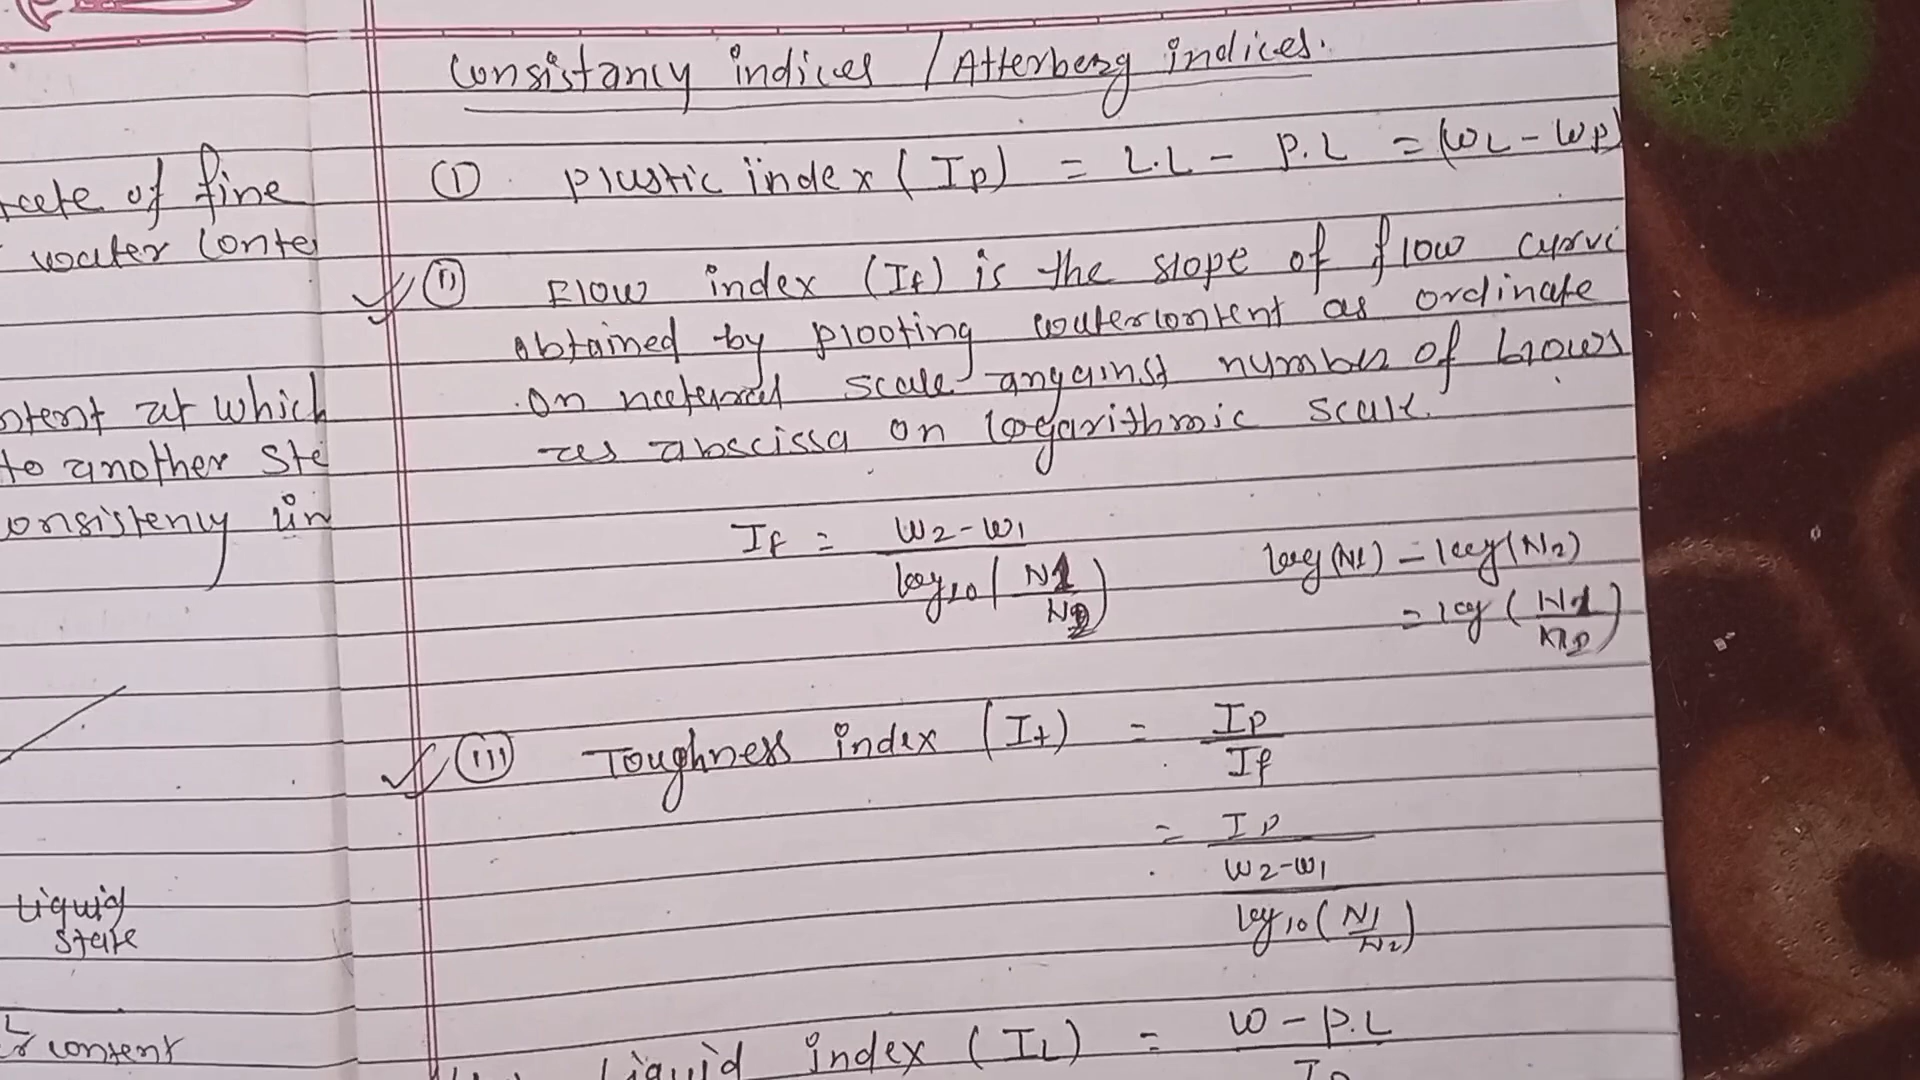 rate of fine
water conte
ntent at which
to another ste
onsistency lim
Liquid
state
content
Consistancy indices / Atterberg indices.
(I) Plastic index (Ip) = L.L - P.L = (WL - WP)
(II) Flow index (If) is the slope of flow curve
obtained by plooting watercontent as ordinate
on natural scale angainst number of blows
as abscissa on logarithmic scale.
If = W2-W1 / log10 (N1/N2)
log(N1) - log(N2)
= log (N1/N2)
(III) Toughness index (It) = Ip / If
= Ip / W2-W1 / log10 (N1/N2)
Liquid index (IL) = W - P.L / Ip